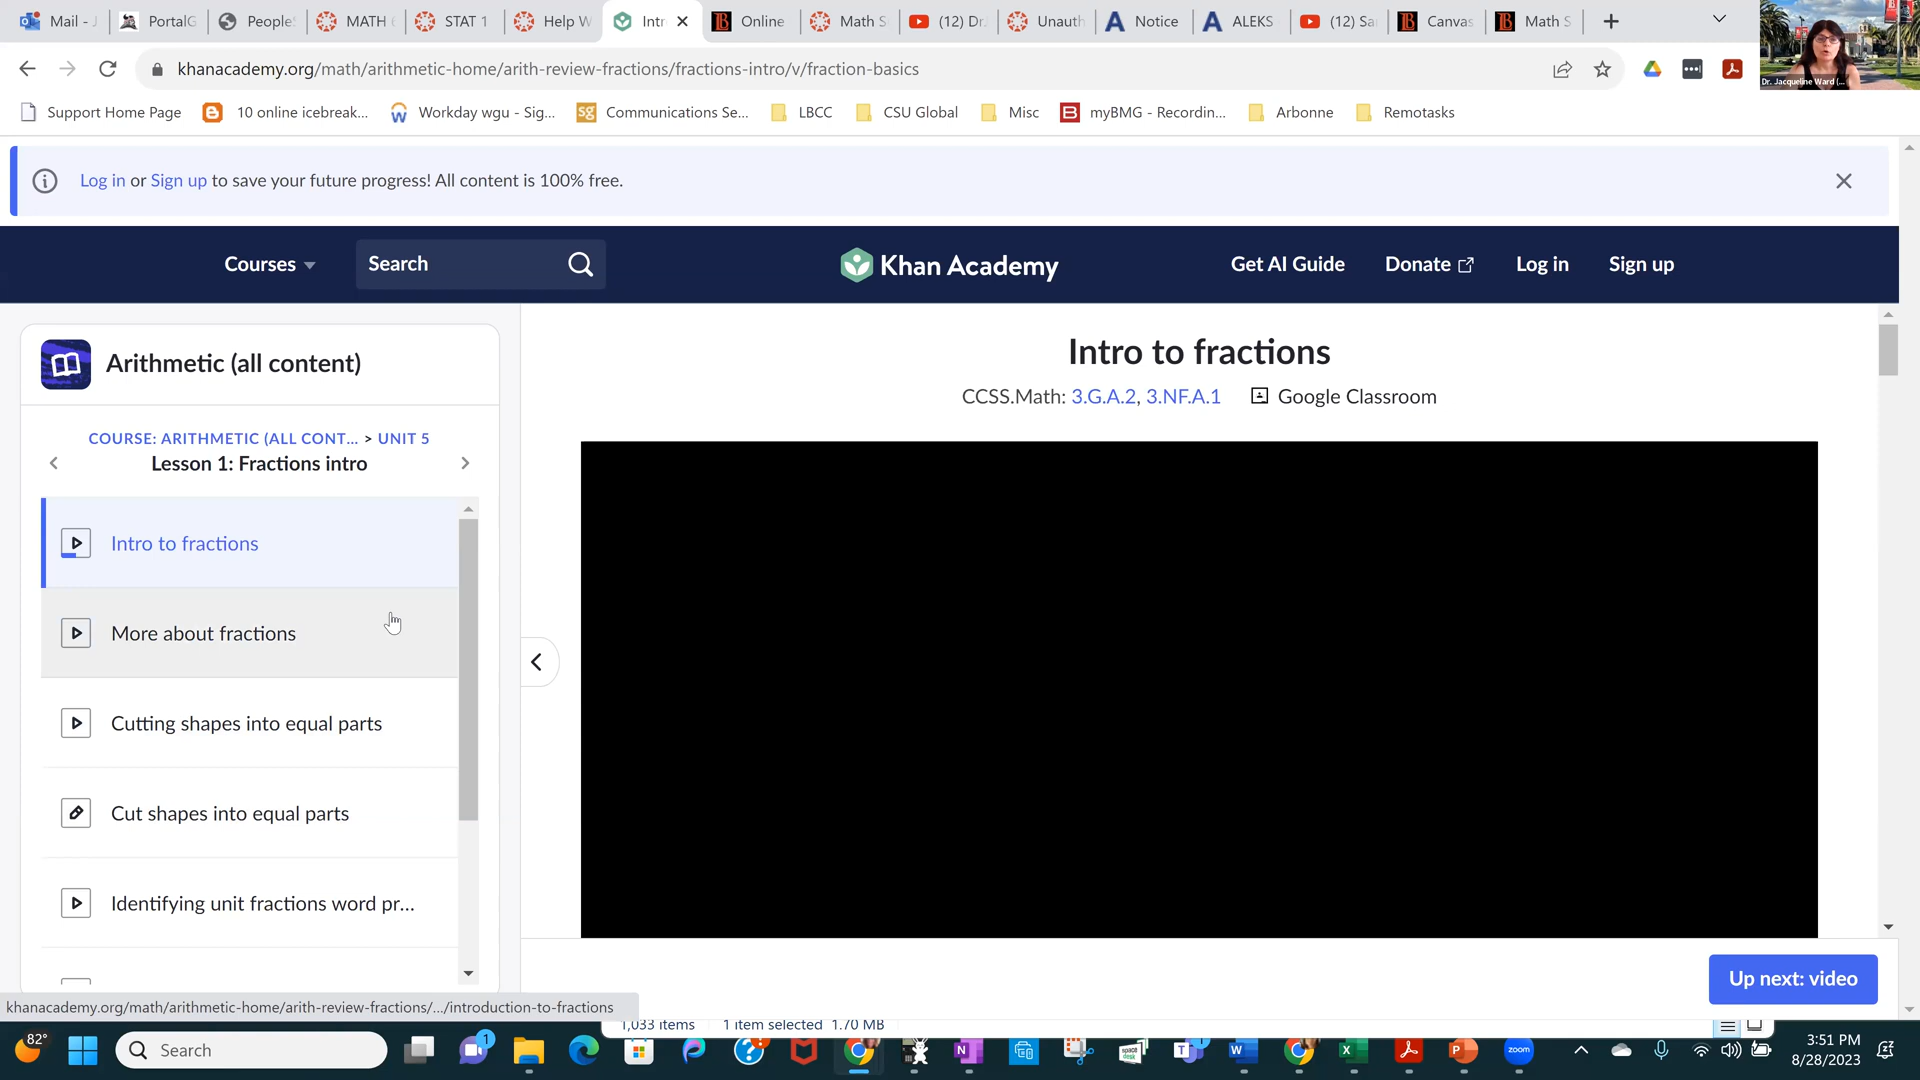 Mail - J
PortalG
PeopleS
MATH 6
STAT 1
Help W
Intr
Online
Math S
(12) Dr.
Unauth
Notice
ALEKS
(12) Sa
Canvas
Math S
khanacademy.org/math/arithmetic-home/arith-review-fractions/fractions-intro/v/fraction-basics
Dr. Jacqueline Ward (...
Support Home Page
10 online icebreak...
Workday wgu - Sig...
Communications Se...
LBCC
CSU Global
Misc
myBMG - Recordin...
Arbonne
Remotasks
Log in or Sign up to save your future progress! All content is 100% free.
Courses
Search
Khan Academy
Get AI Guide
Donate
Log in
Sign up
Arithmetic (all content)
COURSE: ARITHMETIC (ALL CONT... > UNIT 5
Lesson 1: Fractions intro
Intro to fractions
More about fractions
Cutting shapes into equal parts
Cut shapes into equal parts
Identifying unit fractions word pr...
Intro to fractions
CCSS.Math: 3.G.A.2, 3.NF.A.1
Google Classroom
Up next: video
khanacademy.org/math/arithmetic-home/arith-review-fractions/.../introduction-to-fractions
1,033 items
1 item selected 1.70 MB
82°
Search
1
zoom
3:51 PM
8/28/2023